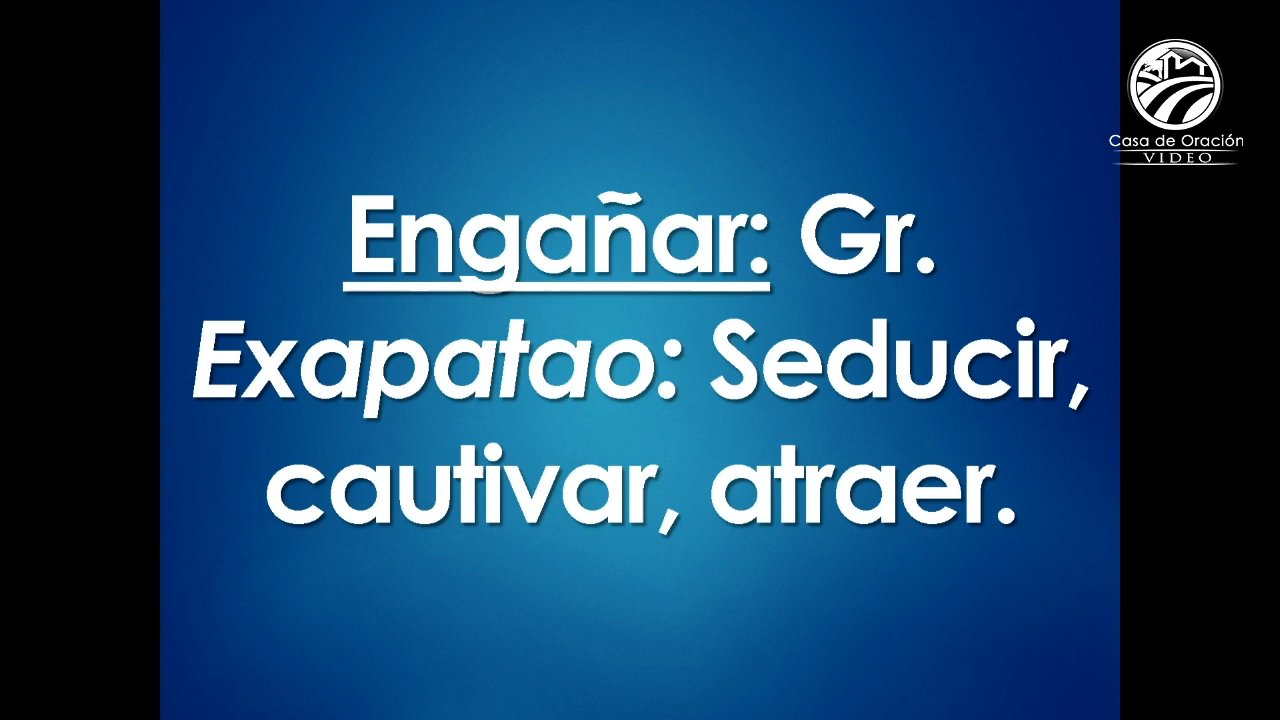 Casa de Oración
VIDEO
Engañar: Gr.
Exapatao: Seducir,
cautivar, atraer.